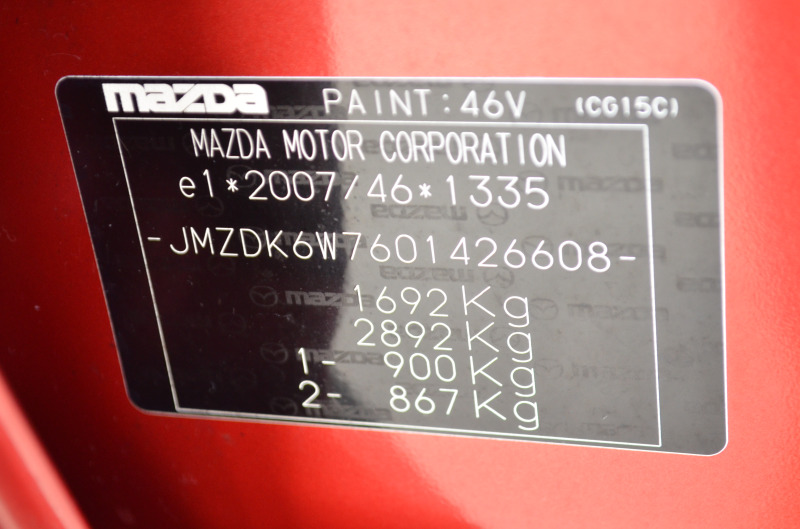 mazda PAINT:46V (CG15C)
MAZDA MOTOR CORPORATION
e1*2007/46*1335
-JMZDK6W7601426608-
1692Kg
2892Kg
1- 900Kg
2- 867Kg